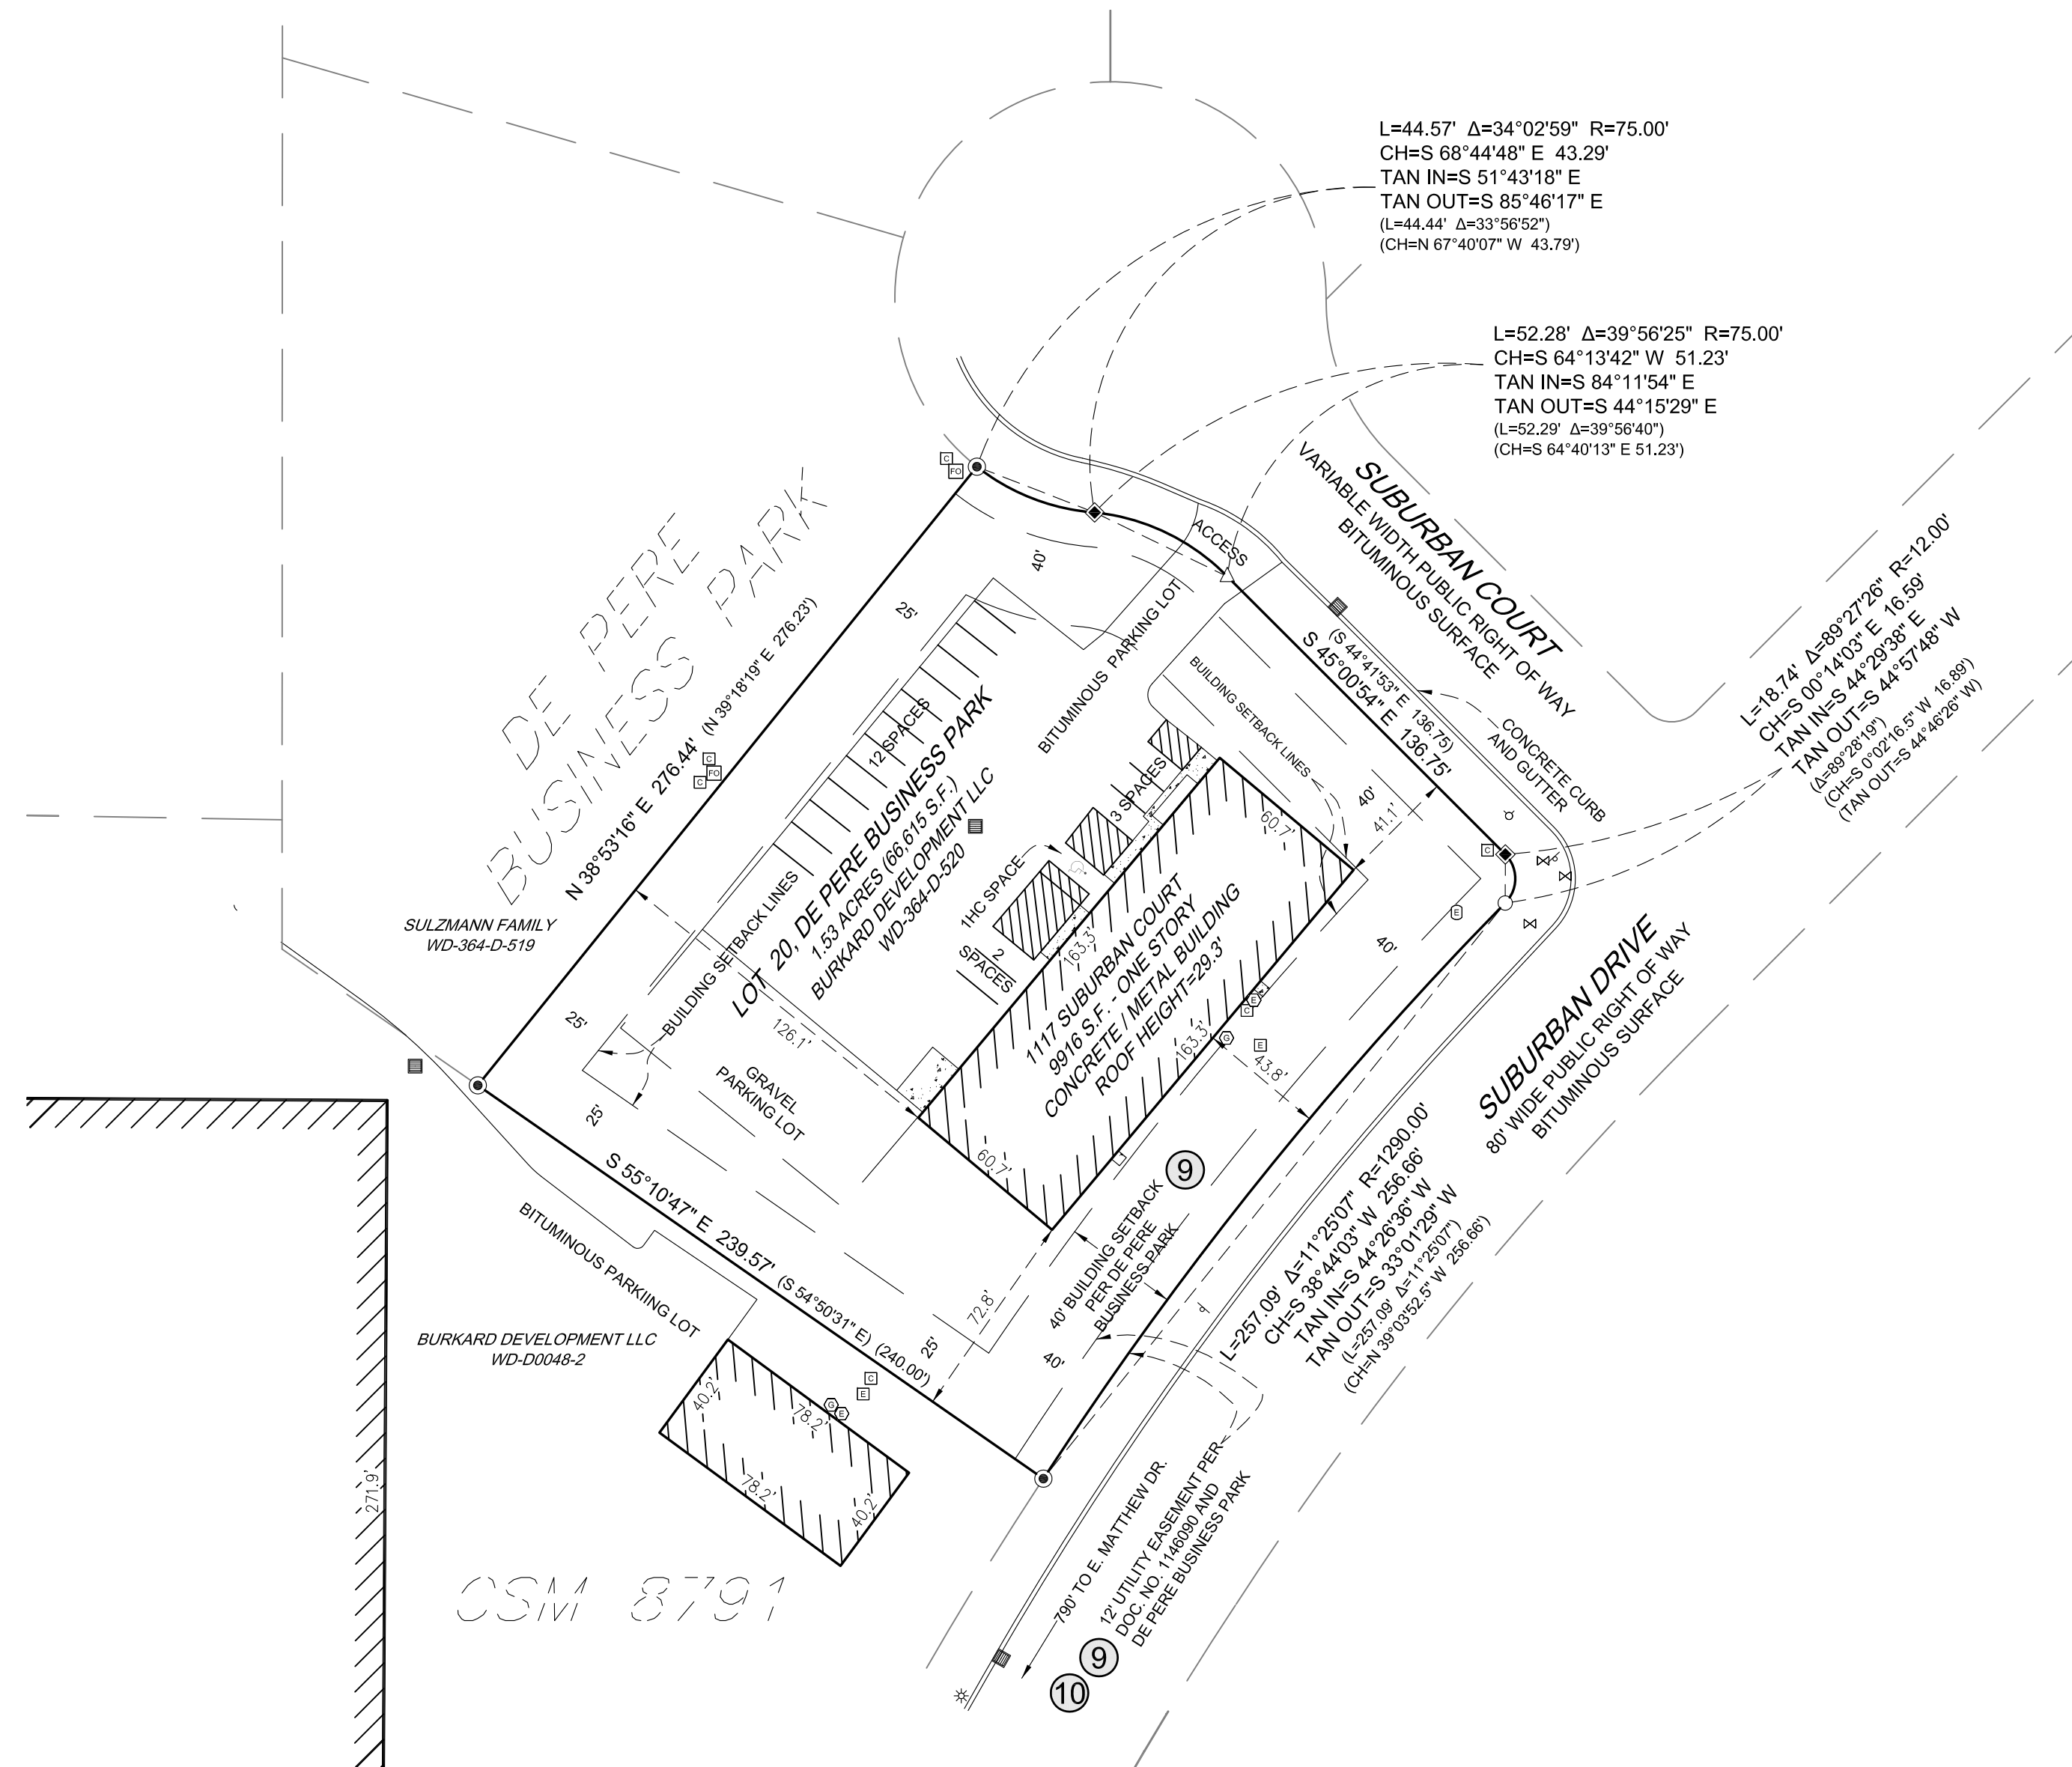 L=44.57' Δ=34°02'59" R=75.00'
CH=S 68°44'48" E 43.29'
TAN IN=S 51°43'18" E
TAN OUT=S 85°46'17" E
(L=44.44' Δ=33°56'52")
(CH=N 67°40'07" W 43.79')
L=52.28' Δ=39°56'25" R=75.00'
CH=S 64°13'42" W 51.23'
TAN IN=S 84°11'54" E
TAN OUT=S 44°15'29" E
(L=52.29' Δ=39°56'40")
(CH=S 64°40'13" E 51.23')
SUBURBAN COURT
VARIABLE WIDTH PUBLIC RIGHT OF WAY
BITUMINOUS SURFACE
L=18.74' Δ=89°27'26" R=12.00'
CH=S 00°14'03" E 16.59'
TAN IN=S 44°29'38" E
TAN OUT=S 44°57'48" W
(Δ=89°28'19")
(CH=S 0°02'16.5" W 16.89')
(TAN OUT=S 44°46'26" W)
C
FO
DE PERE
BUSINESS PARK
N 38°53'16" E 276.44' (N 39°18'19" E 276.23')
C
FO
C
40'
25'
ACCESS
BITUMINOUS PARKING LOT
(S 44°41'53" E 136.75)
S 45°00'54" E 136.75'
BUILDING SETBACK LINES
CONCRETE CURB
AND GUTTER
12 SPACES
LOT 20, DE PERE BUSINESS PARK
1.53 ACRES (66,615 S.F.)
BURKARD DEVELOPMENT LLC
WD-364-D-520
3 SPACES
1HC SPACE
2
SPACES
60.7'
40'
41.1'
C
E
40'
SULZMANN FAMILY
WD-364-D-519
BUILDING SETBACK LINES
126.1'
163.3'
1117 SUBURBAN COURT
9916 S.F. - ONE STORY
CONCRETE / METAL BUILDING
ROOF HEIGHT=29.3'
163.3'
E
C
G
E
43.8'
SUBURBAN DRIVE
80' WIDE PUBLIC RIGHT OF WAY
BITUMINOUS SURFACE
25'
25'
GRAVEL
PARKING LOT
60.7'
9
40' BUILDING SETBACK
PER DE PERE
BUSINESS PARK
L=257.09' Δ=11°25'07" R=1290.00'
CH=S 38°44'03" W 256.66'
TAN IN=S 44°26'36" W
TAN OUT=S 33°01'29" W
(L=257.09' Δ=11°25'07")
(CH=N 39°03'52.5" W 256.66')
S 55°10'47" E 239.57' (S 54°50'31" E) (240.00')
BITUMINOUS PARKIING LOT
72.8'
25'
40'
BURKARD DEVELOPMENT LLC
WD-D0048-2
C
E
G
E
40.2'
78.2'
78.2'
40.2'
271.9'
CSM 8791
790' TO E. MATTHEW DR.
12' UTILITY EASEMENT PER
DOC. NO. 1146090 AND
DE PERE BUSINESS PARK
9
10